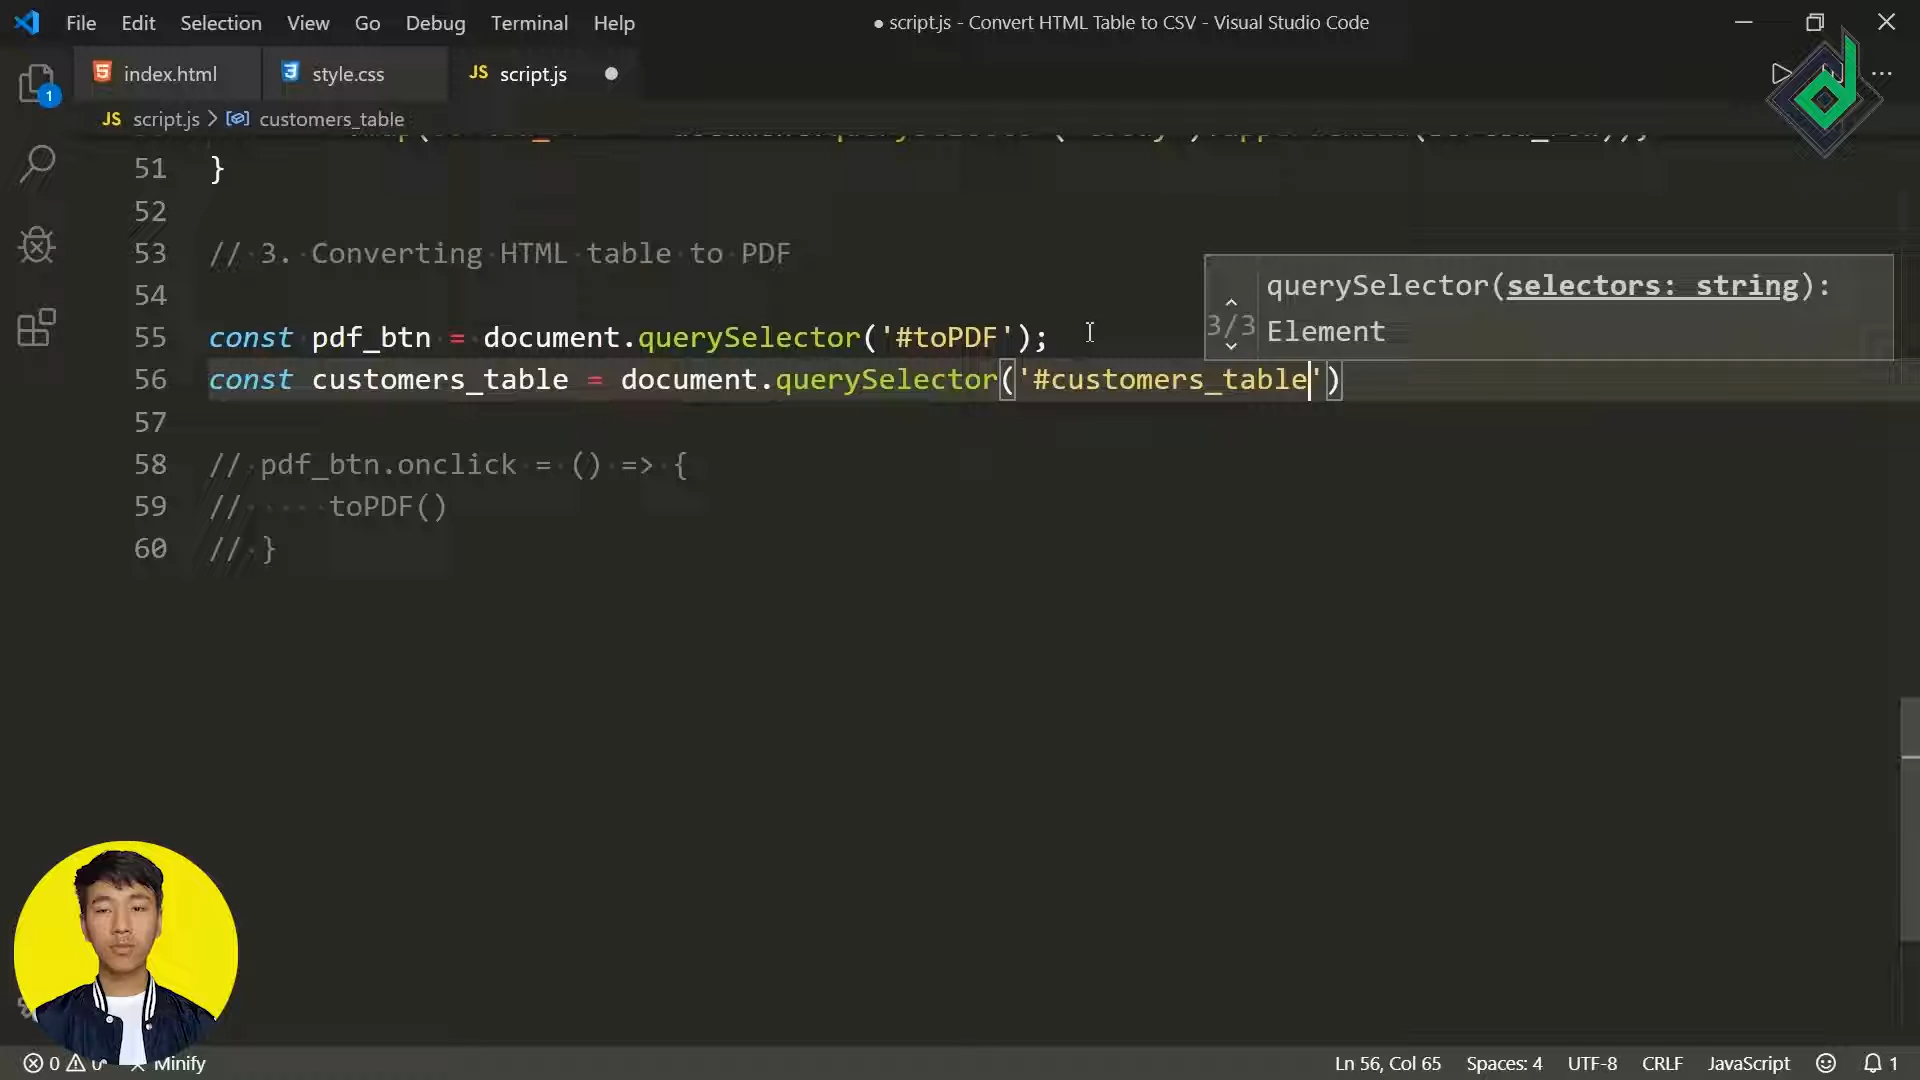 File Edit Selection View Go Debug Terminal Help
● script.js - Convert HTML Table to CSV - Visual Studio Code
index.html style.css JS script.js
1
JS script.js > customers_table
51 }
52
53 // 3. Converting HTML table to PDF
54
querySelector(selectors: string):
3/3 Element
55 const pdf_btn = document.querySelector('#toPDF');
56 const customers_table = document.querySelector('#customers_table')
57
58 // pdf_btn.onclick = () => {
59 //     toPDF()
60 // }
0 Minify Ln 56, Col 65 Spaces: 4 UTF-8 CRLF JavaScript 1